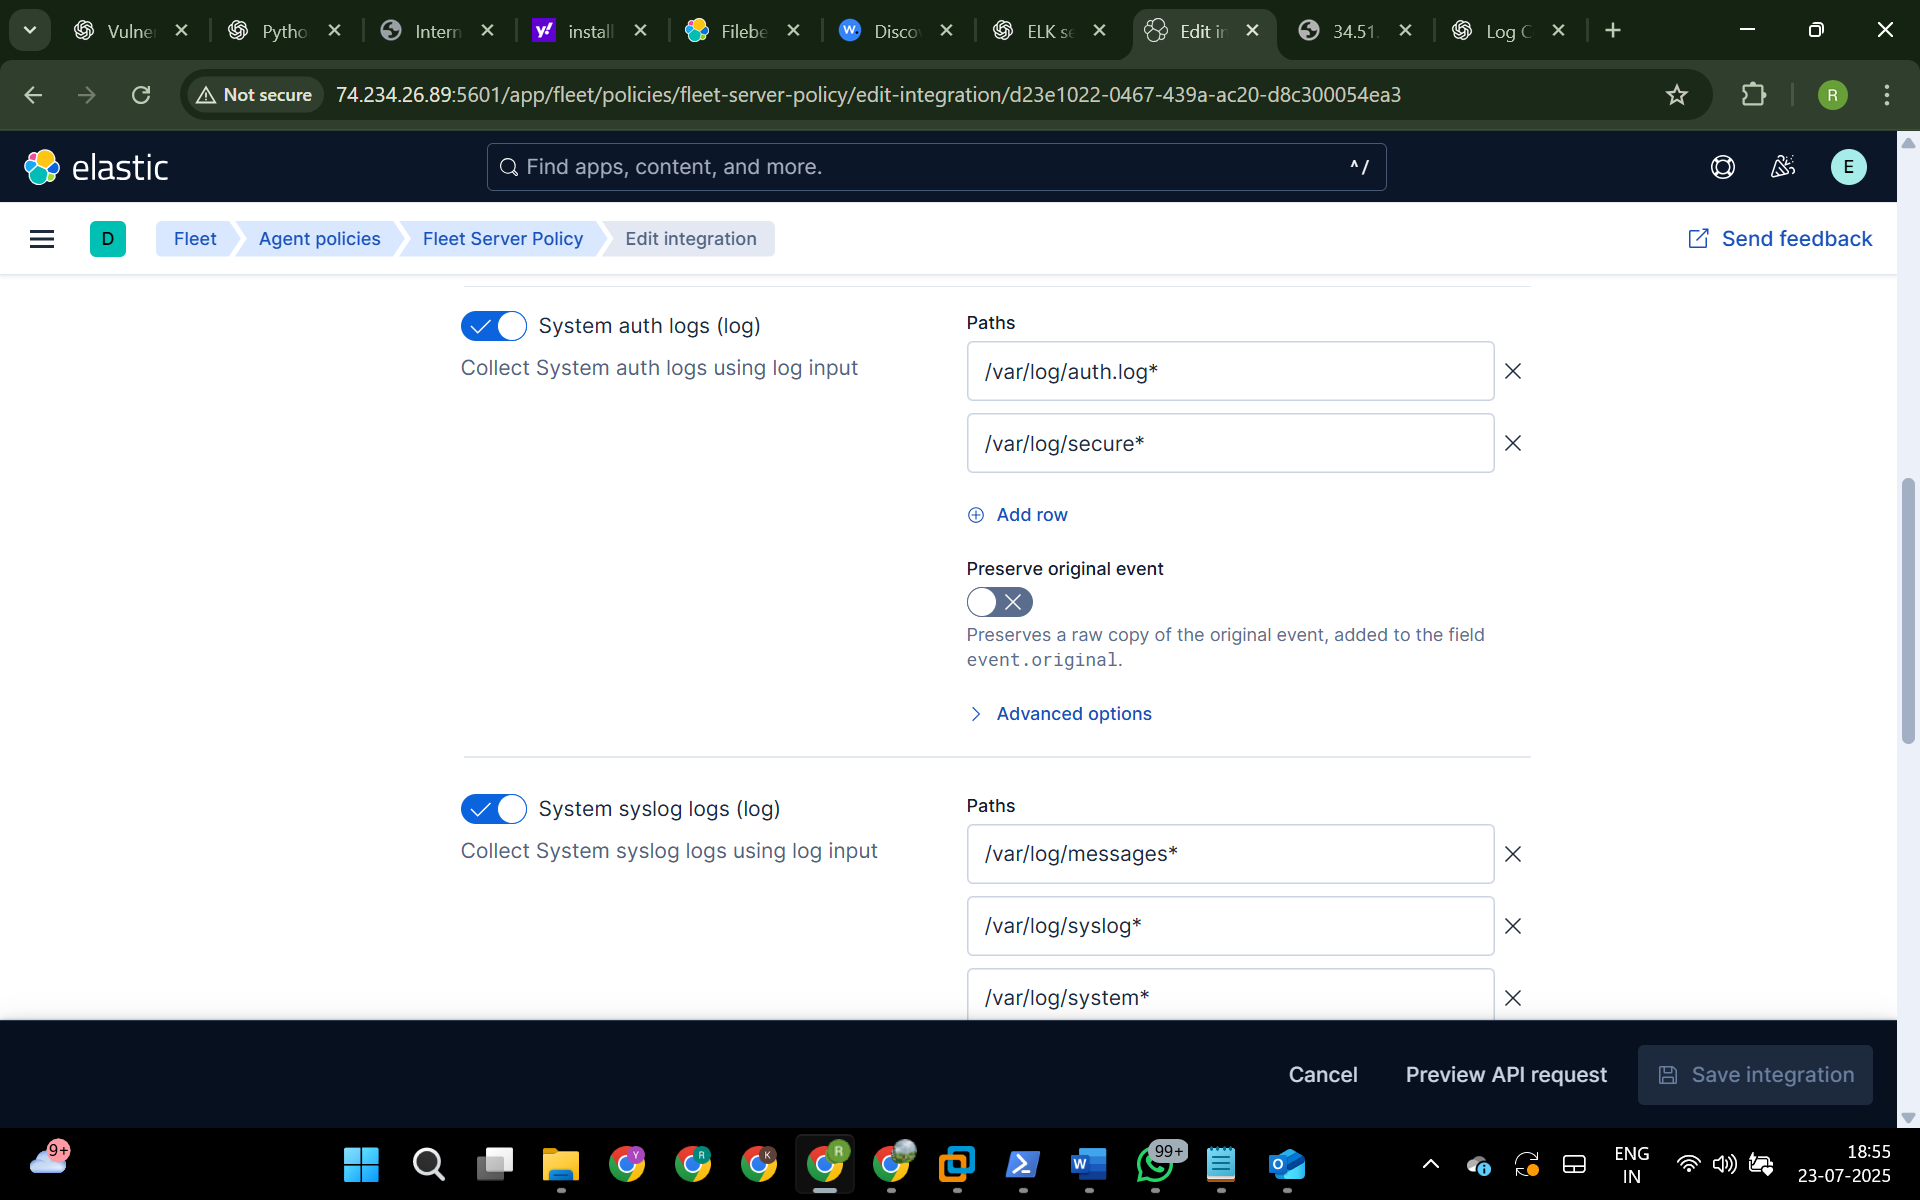 Vulner
Pytho
Intern
install
Filebe
Disco
ELK se
Edit in
34.51.
Log C
Not secure
74.234.26.89:5601/app/fleet/policies/fleet-server-policy/edit-integration/d23e1022-0467-439a-ac20-d8c300054ea3
R
elastic
Find apps, content, and more.
^ /
E
D
Fleet
Agent policies
Fleet Server Policy
Edit integration
Send feedback
System auth logs (log)
Collect System auth logs using log input
Paths
/var/log/auth.log*
/var/log/secure*
Add row
Preserve original event
Preserves a raw copy of the original event, added to the field
event.original.
Advanced options
System syslog logs (log)
Collect System syslog logs using log input
Paths
/var/log/messages*
/var/log/syslog*
/var/log/system*
Cancel
Preview API request
Save integration
9+
Y
R
K
R
W
99+
ENG
IN
18:55
23-07-2025